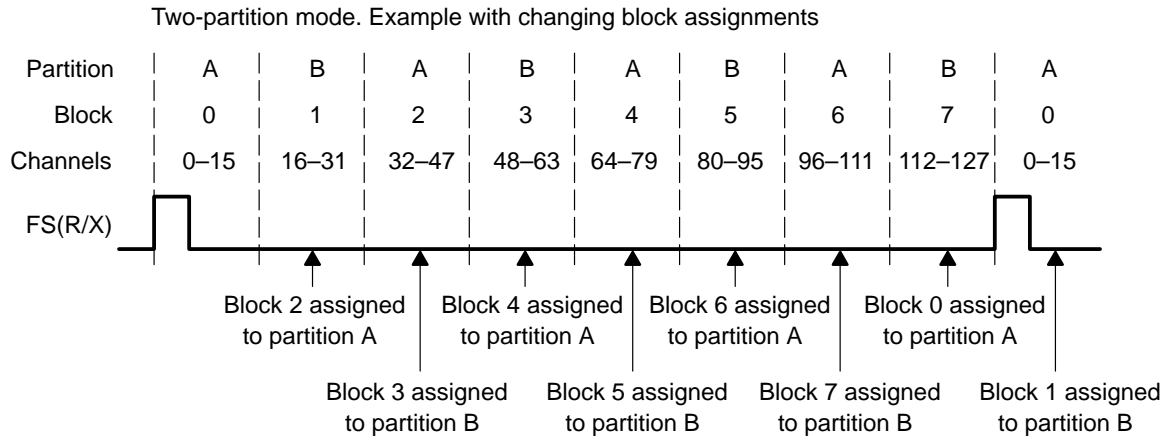 Two-partition mode. Example with changing block assignments
Partition A B A B A B A B A
Block 0 1 2 3 4 5 6 7 0
Channels 0–15 16–31 32–47 48–63 64–79 80–95 96–111 112–127 0–15
FS(R/X)
Block 2 assigned to partition A
Block 4 assigned to partition A
Block 6 assigned to partition A
Block 0 assigned to partition A
Block 3 assigned to partition B
Block 5 assigned to partition B
Block 7 assigned to partition B
Block 1 assigned to partition B